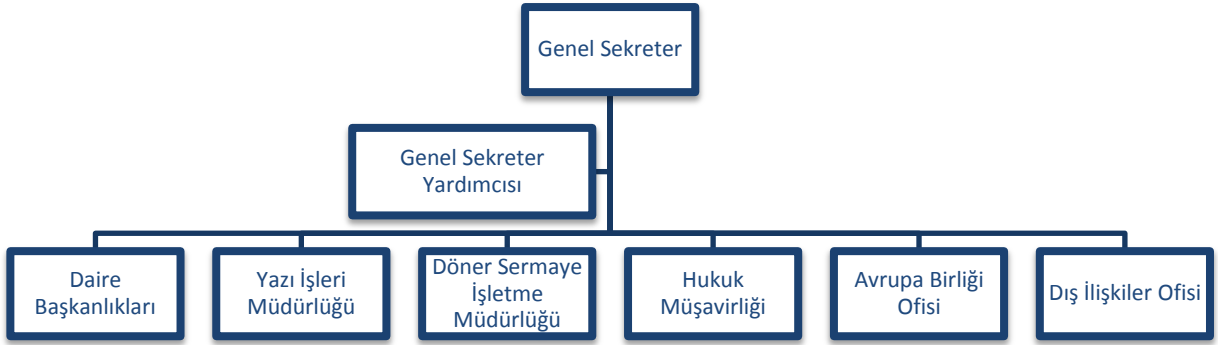 Genel Sekreter
Genel Sekreter
Yardımcısı
Daire
Başkanlıkları
Yazı İşleri
Müdürlüğü
Döner Sermaye
İşletme
Müdürlüğü
Hukuk
Müşavirliği
Avrupa Birliği
Ofisi
Dış İlişkiler Ofisi